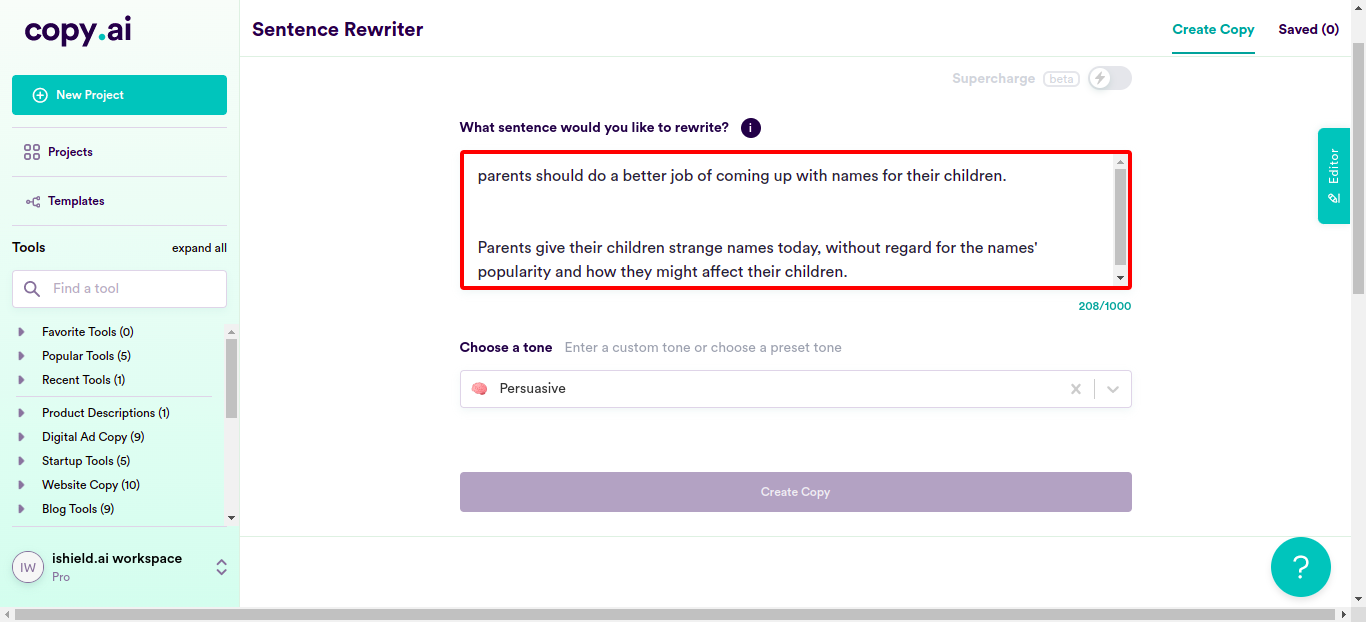 copy.ai
New Project
Projects
Templates
Tools
expand all
Find a tool
Favorite Tools (0)
Popular Tools (5)
Recent Tools (1)
Product Descriptions (1)
Digital Ad Copy (9)
Startup Tools (5)
Website Copy (10)
Blog Tools (9)
IW
ishield.ai workspace
Pro
Sentence Rewriter
Create Copy
Saved (0)
Supercharge beta
What sentence would you like to rewrite? i
parents should do a better job of coming up with names for their children.
Parents give their children strange names today, without regard for the names'
popularity and how they might affect their children.
208/1000
Choose a tone Enter a custom tone or choose a preset tone
Persuasive
Create Copy
Editor
?